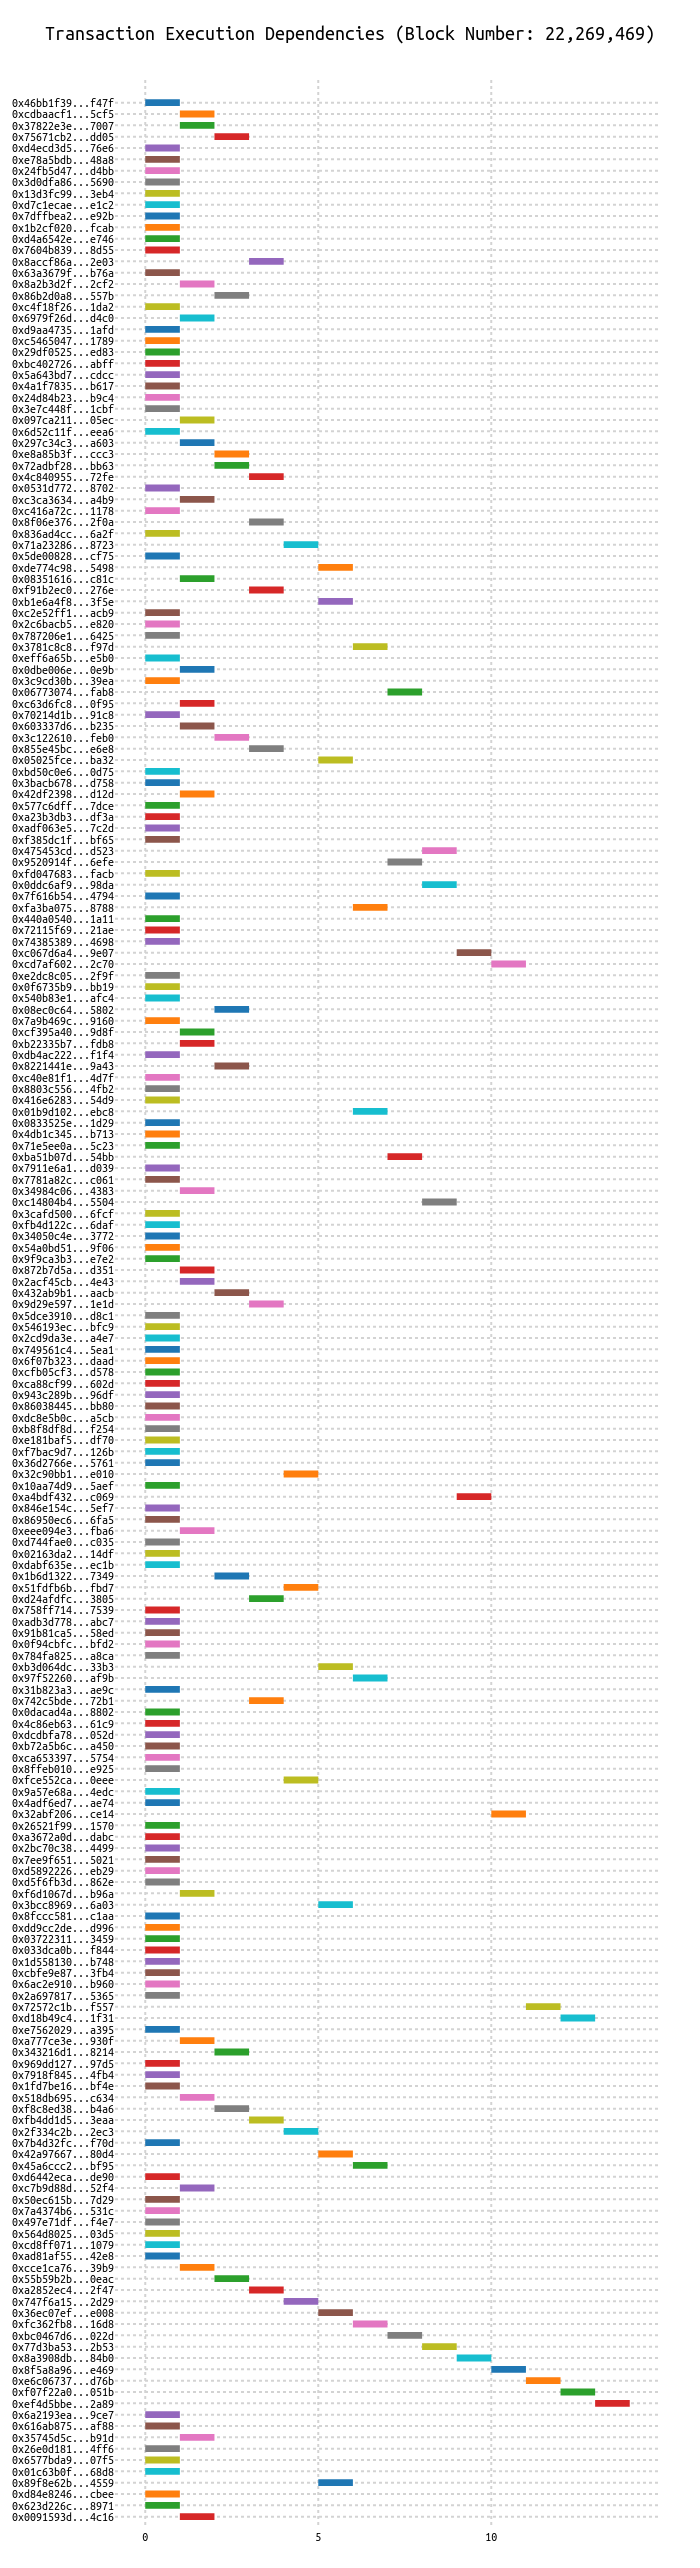 Transaction Execution Dependencies (Block Number: 22,269,469)
0x46bb1f39...f47f
0xcdbaacf1...5cf5
0x37822e3e...7007
0x75671cb2...dd05
0xd4ecd3d5...76e6
0xe78a5bdb...48a8
0x24fb5d47...d4bb
0x3d0dfa86...5690
0x13d3fc99...3eb4
0xd7c1ecae...e1c2
0x7dffbea2...e92b
0x1b2cf020...fcab
0xd4a6542e...e746
0x7604b839...8d55
0x8accf86a...2e03
0x63a3679f...b76a
0x8a2b3d2f...2cf2
0x86b2d0a8...557b
0xc4f18f26...1da2
0x6979f26d...d4c0
0xd9aa4735...1afd
0xc5465047...1789
0x29df0525...ed83
0xbc402726...abff
0x5a643bd7...cdcc
0x4a1f7835...b617
0x24d84b23...b9c4
0x3e7c448f...1cbf
0x097ca211...05ec
0x6d52c11f...eea6
0x297c34c3...a603
0xe8a85b3f...ccc3
0x72adbf28...bb63
0x4c840955...72fe
0x0531d772...8702
0xc3ca3634...a4b9
0xc416a72c...1178
0x8f06e376...2f0a
0x836ad4cc...6a2f
0x71a23286...8723
0x5de00828...cf75
0xde774c98...5498
0x08351616...c81c
0xf91b2ec0...276e
0xb1e6a4f8...3f5e
0xc2e52ff1...acb9
0x2c6bacb5...e820
0x787206e1...6425
0x3781c8c8...f97d
0xeff6a65b...e5b0
0x0dbe006e...0e9b
0x3c9cd30b...39ea
0x06773074...fab8
0xc63d6fc8...0f95
0x70214d1b...91c8
0x603337d6...b235
0x3c122610...feb0
0x855e45bc...e6e8
0x05025fce...ba32
0xbd50c0e6...0d75
0x3bacb678...d758
0x42df2398...d12d
0x577c6dff...7dce
0xa23b3db3...df3a
0xadf063e5...7c2d
0xf385dc1f...bf65
0x475453cd...d523
0x9520914f...6efe
0xfd047683...facb
0x0ddc6af9...98da
0x7f616b54...4794
0xfa3ba075...8788
0x440a0540...1a11
0x72115f69...21ae
0x74385389...4698
0xc067d6a4...9e07
0xcd7af602...2c70
0xe2dc8c05...2f9f
0x0f6735b9...bb19
0x540b83e1...afc4
0x08ec0c64...5802
0x7a9b469c...9160
0xcf395a40...9d8f
0xb22335b7...fdb8
0xdb4ac222...f1f4
0x8221441e...9a43
0xc40e81f1...4d7f
0x8803c556...4fb2
0x416e6283...54d9
0x01b9d102...ebc8
0x0833525e...1d29
0x4db1c345...b713
0x71e5ee0a...5c23
0xba51b07d...54bb
0x7911e6a1...d039
0x7781a82c...c061
0x34984c06...4383
0xc14804b4...5504
0x3cafd500...6fcf
0xfb4d122c...6daf
0x34050c4e...3772
0x54a0bd51...9f06
0x9f9ca3b3...e7e2
0x872b7d5a...d351
0x2acf45cb...4e43
0x432ab9b1...aacb
0x9d29e597...1e1d
0x5dce3910...d8c1
0x546193ec...bfc9
0x2cd9da3e...a4e7
0x749561c4...5ea1
0x6f07b323...daad
0xcfb05cf3...d578
0xca88cf99...602d
0x943c289b...96df
0x86038445...bb80
0xdc8e5b0c...a5cb
0xb8f8df8d...f254
0xe181baf5...df70
0xf7bac9d7...126b
0x36d2766e...5761
0x32c90bb1...e010
0x10aa74d9...5aef
0xa4bdf432...c069
0x846e154c...5ef7
0x86950ec6...6fa5
0xeee094e3...fba6
0xd744fae0...c035
0x02163da2...14df
0xdabf635e...ec1b
0x1b6d1322...7349
0x51fdfb6b...fbd7
0xd24afdfc...3805
0x758ff714...7539
0xadb3d778...abc7
0x91b81ca5...58ed
0x0f94cbfc...bfd2
0x784fa825...a8ca
0xb3d064dc...33b3
0x97f52260...af9b
0x31b823a3...ae9c
0x742c5bde...72b1
0x0dacad4a...8802
0x4c86eb63...61c9
0xdcdbfa78...052d
0xb72a5b6c...a450
0xca653397...5754
0x8ffeb010...e925
0xfce552ca...0eee
0x9a57e68a...4edc
0x4adf6ed7...ae74
0x32abf206...ce14
0x26521f99...1570
0xa3672a0d...dabc
0x2bc70c38...4499
0x7ee9f651...5021
0xd5892226...eb29
0xd5f6fb3d...862e
0xf6d1067d...b96a
0x3bcc8969...6a03
0x8fccc581...c1aa
0xdd9cc2de...d996
0x03722311...3459
0x033dca0b...f844
0x1d558130...b748
0xcbfe9e87...3fb4
0x6ac2e910...b960
0x2a697817...5365
0x72572c1b...f557
0xd18b49c4...1f31
0xe7562029...a395
0xa777ce3e...930f
0x343216d1...8214
0x969dd127...97d5
0x7918f845...4fb4
0x1fd7be16...bf4e
0x518db695...c634
0xf8c8ed38...b4a6
0xfb4dd1d5...3eaa
0x2f334c2b...2ec3
0x7b4d32fc...f70d
0x42a97667...80d4
0x45a6ccc2...bf95
0xd6442eca...de90
0xc7b9d88d...52f4
0x50ec615b...7d29
0x7a4374b6...531c
0x497e71df...f4e7
0x564d8025...03d5
0xcd8ff071...1079
0xad81af55...42e8
0xcce1ca76...39b9
0x55b59b2b...0eac
0xa2852ec4...2f47
0x747f6a15...2d29
0x36ec07ef...e008
0xfc362fb8...16d8
0xbc0467d6...022d
0x77d3ba53...2b53
0x8a3908db...84b0
0x8f5a8a96...e469
0xe6c06737...d76b
0xf07f22a0...051b
0xef4d5bbe...2a89
0x6a2193ea...9ce7
0x616ab875...af88
0x35745d5c...b91d
0x26e0d181...4ff6
0x6577bda9...07f5
0x01c63b0f...68d8
0x89f8e62b...4559
0xd84e8246...cbee
0x623d226c...8971
0x0091593d...4c16
0 5 10